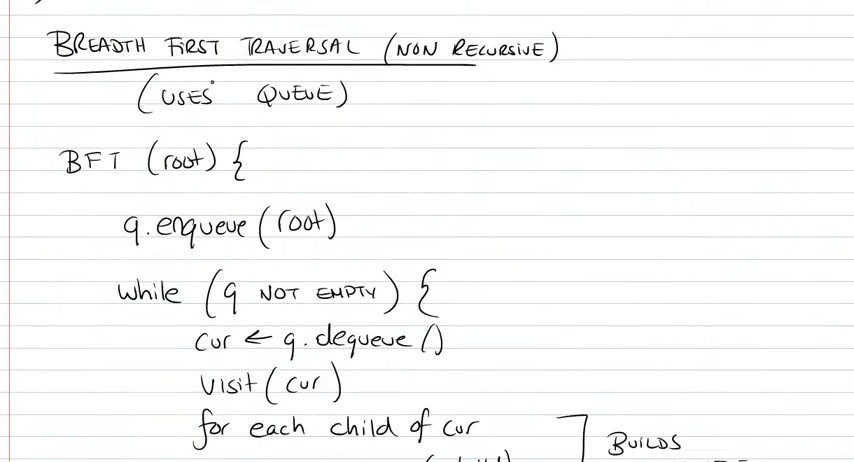 BREADTH FIRST TRAVERSAL (NON RECURSIVE)
(USES QUEUE)
BFT (root) {
q.enqueue (root)
while (q NOT EMPTY) {
cur ← q.dequeue ()
visit (cur)
for each child of cur
BUILDS